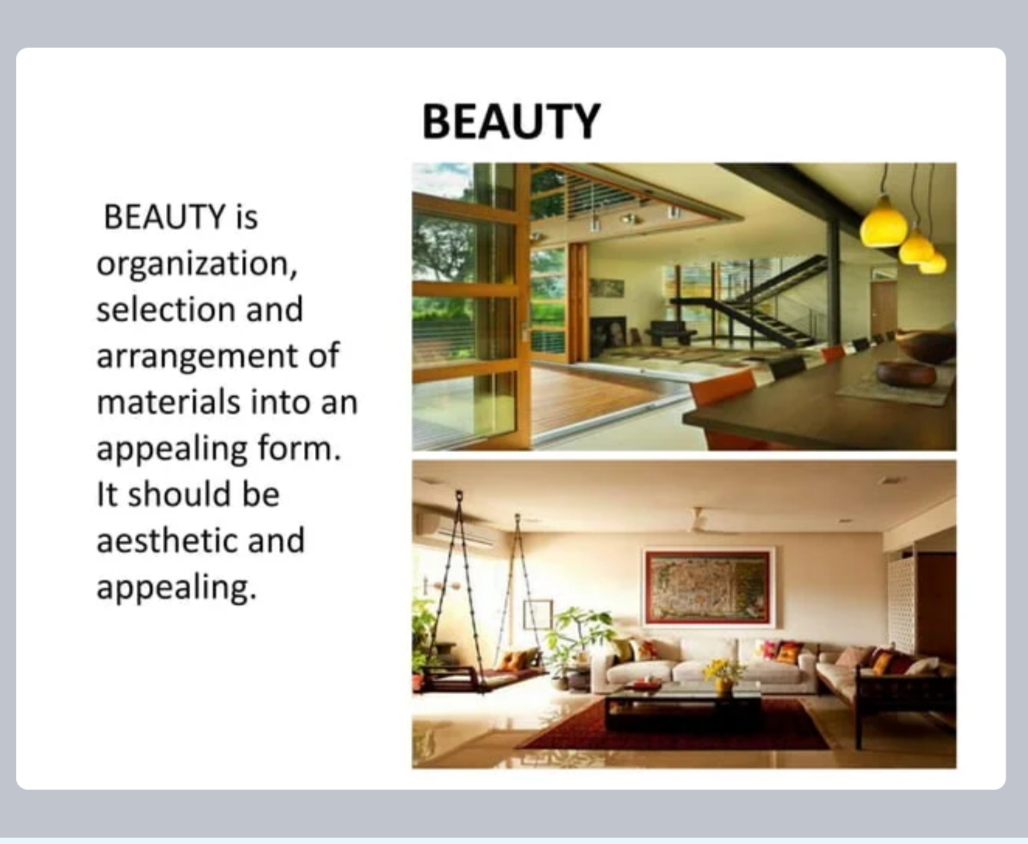 BEAUTY
BEAUTY is
organization,
selection and
arrangement of
materials into an
appealing form.
It should be
aesthetic and
appealing.